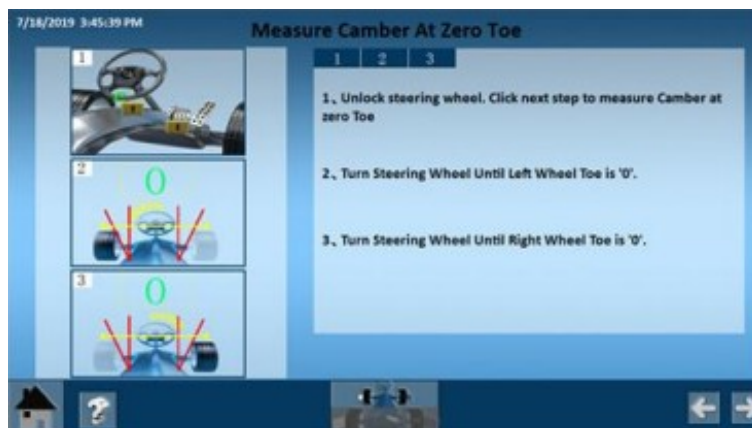 7/18/2019 3:45:39 PM
Measure Camber At Zero Toe
1 2 3
1、Unlock steering wheel. Click next step to measure Camber at
zero Toe
2、Turn Steering Wheel Until Left Wheel Toe is '0'.
3、Turn Steering Wheel Until Right Wheel Toe is '0'.
1
2
0
3
0
?